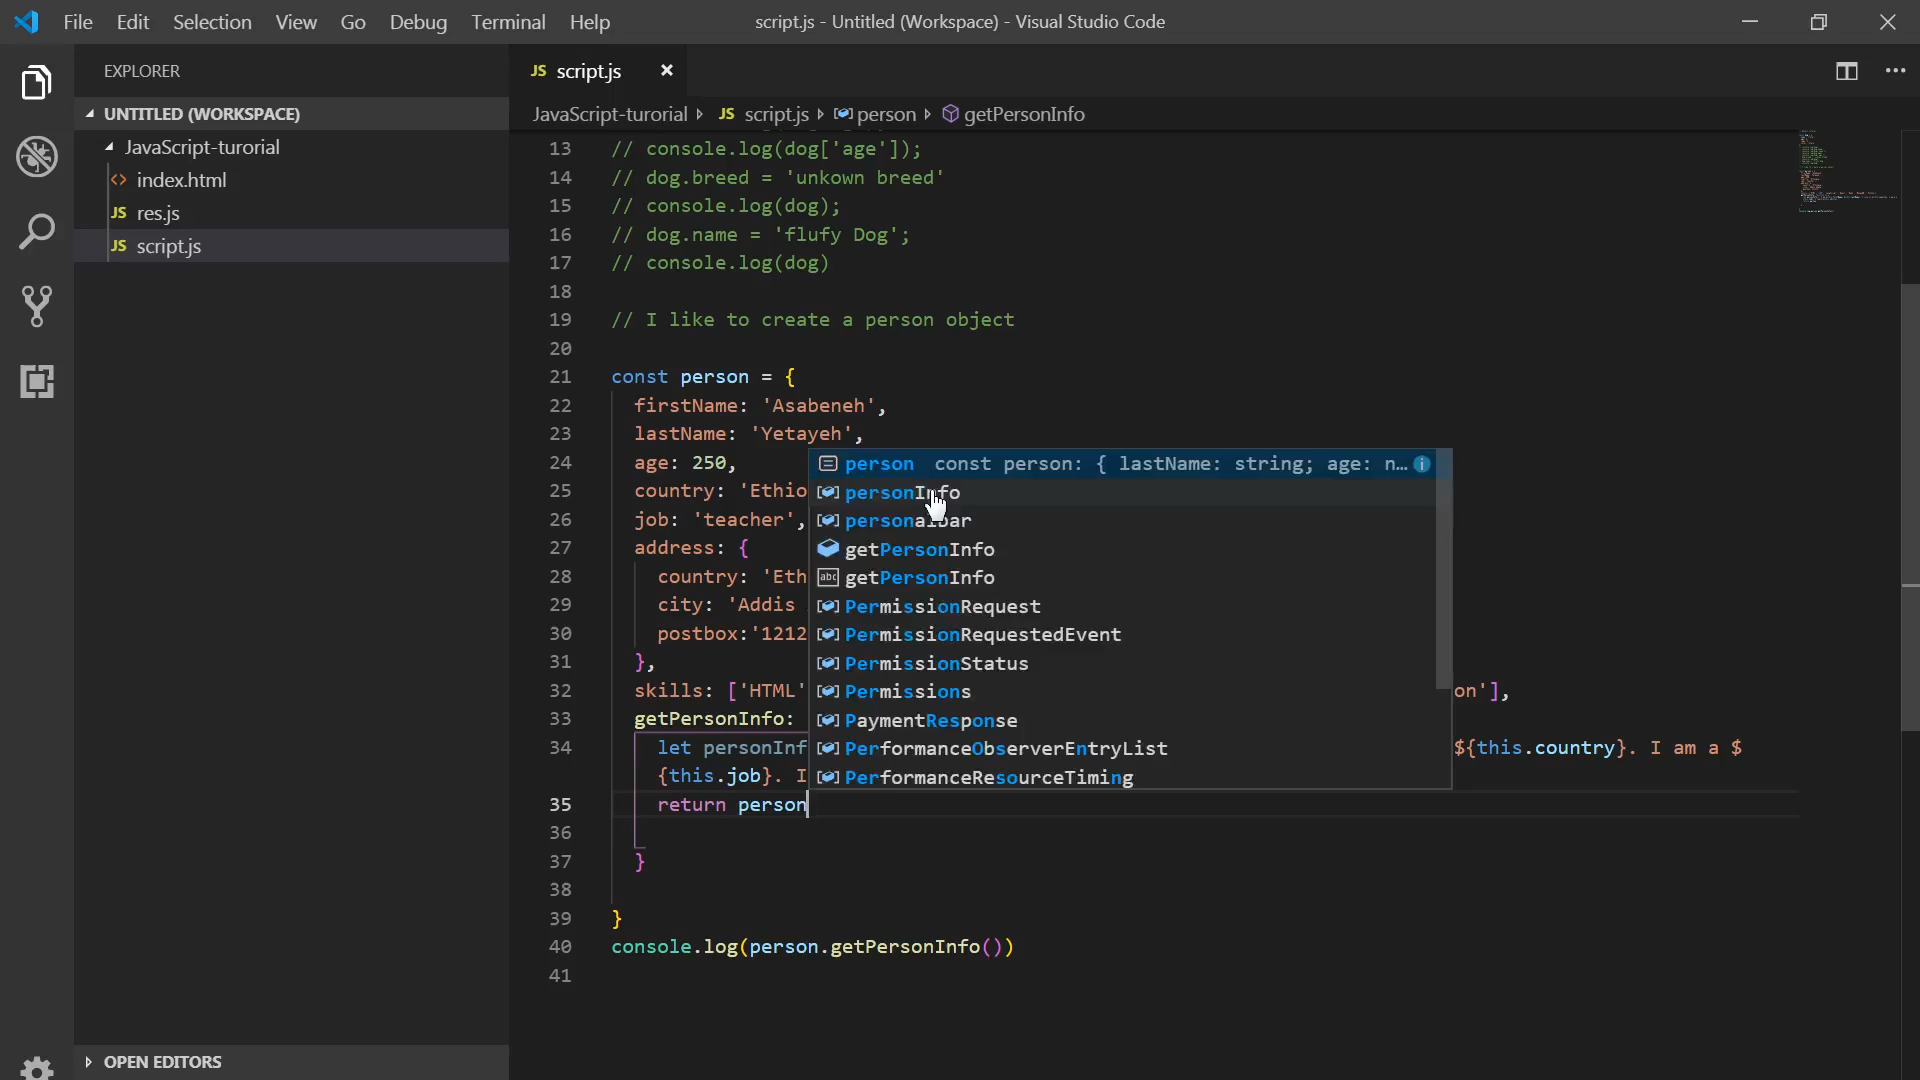 File Edit Selection View Go Debug Terminal Help
script.js - Untitled (Workspace) - Visual Studio Code
EXPLORER
UNTITLED (WORKSPACE)
JavaScript-turorial
<> index.html
JS res.js
JS script.js
OPEN EDITORS
JS script.js ×
JavaScript-turorial JS script.js person getPersonInfo
13 // console.log(dog['age']);
14 // dog.breed = 'unkown breed'
15 // console.log(dog);
16 // dog.name = 'flufy Dog';
17 // console.log(dog)
18
19 // I like to create a person object
20
21 const person = {
22 firstName: 'Asabeneh',
23 lastName: 'Yetayeh',
24 age: 250,
25 country: 'Ethio
26 job: 'teacher',
27 address: {
28 country: 'Eth
29 city: 'Addis
30 postbox:'1212
31 },
32 skills: ['HTML' on'],
33 getPersonInfo:
34 let personInf ${this.country}. I am a $
{this.job}. I
35 return person
36
37 }
38
39 }
40 console.log(person.getPersonInfo())
41
person const person: { lastName: string; age: n...
personInfo
personalbar
getPersonInfo
abc getPersonInfo
PermissionRequest
PermissionRequestedEvent
PermissionStatus
Permissions
PaymentResponse
PerformanceObserverEntryList
PerformanceResourceTiming